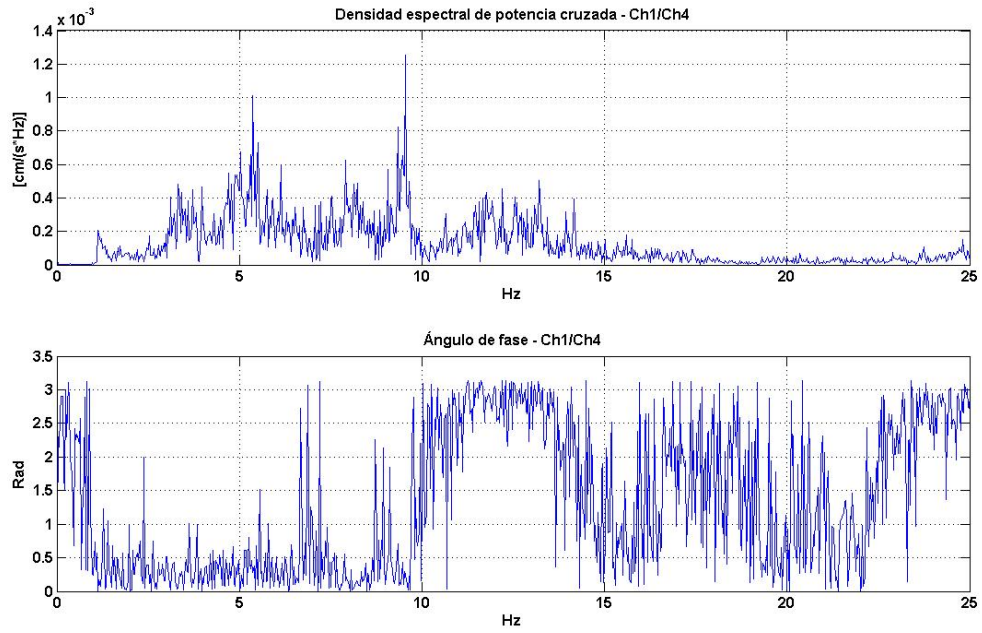 Densidad espectral de potencia cruzada - Ch1/Ch4
x 10⁻³
1.4
1.2
1
0.8
0.6
0.4
0.2
0
[cm/(s*Hz)]
0 5 10 15 20 25
Hz
Ángulo de fase - Ch1/Ch4
3.5
3
2.5
2
1.5
1
0.5
0
Rad
0 5 10 15 20 25
Hz